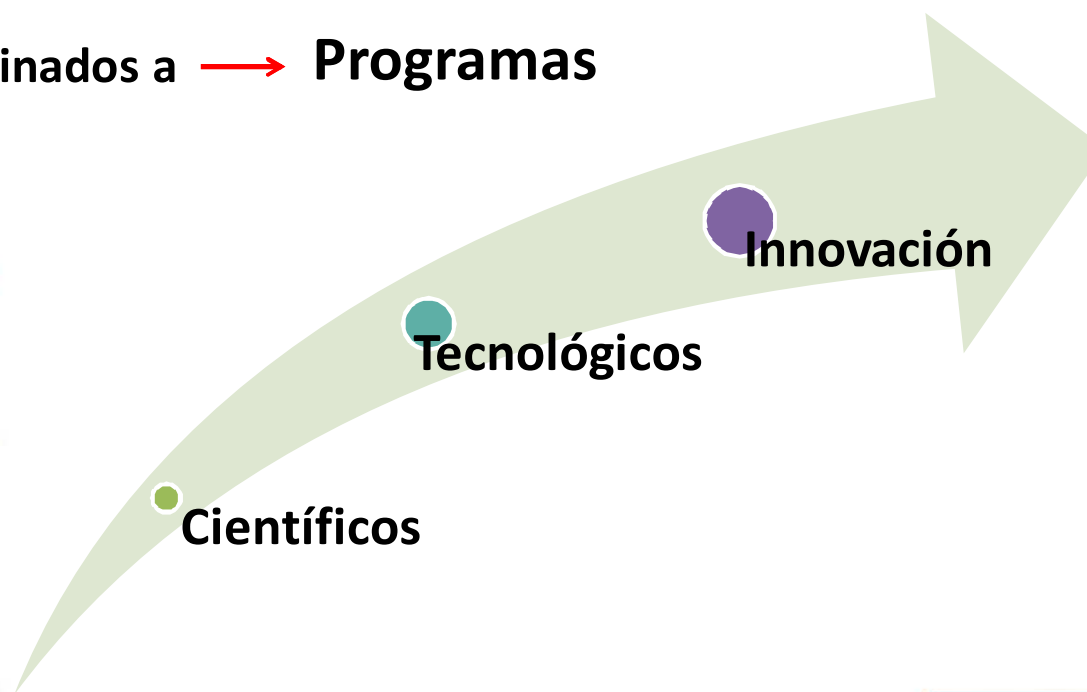 inados a Programas
Innovación
Tecnológicos
Científicos